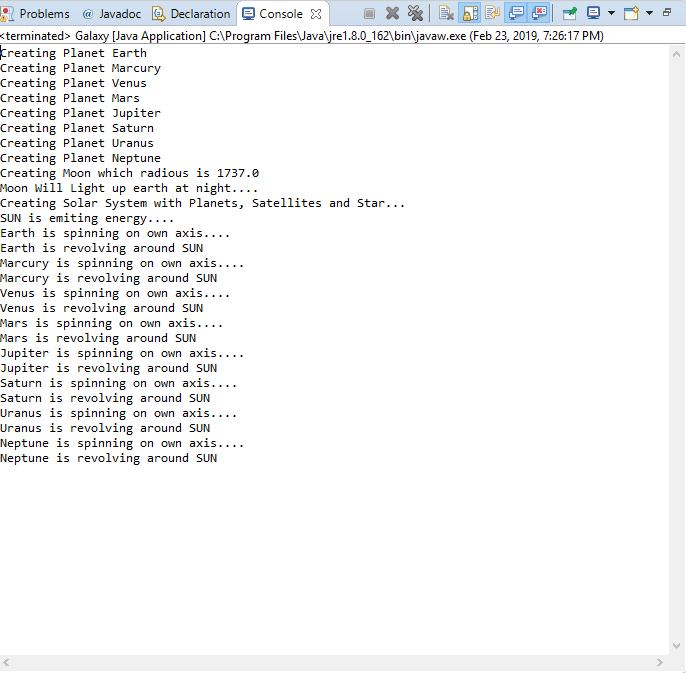 Problems @ Javadoc Declaration Console
<terminated> Galaxy [Java Application] C:\Program Files\Java\jre1.8.0_162\bin\javaw.exe (Feb 23, 2019, 7:26:17 PM)
Creating Planet Earth
Creating Planet Marcury
Creating Planet Venus
Creating Planet Mars
Creating Planet Jupiter
Creating Planet Saturn
Creating Planet Uranus
Creating Planet Neptune
Creating Moon which radious is 1737.0
Moon Will Light up earth at night....
Creating Solar System with Planets, Satellites and Star...
SUN is emiting energy....
Earth is spinning on own axis....
Earth is revolving around SUN
Marcury is spinning on own axis....
Marcury is revolving around SUN
Venus is spinning on own axis....
Venus is revolving around SUN
Mars is spinning on own axis....
Mars is revolving around SUN
Jupiter is spinning on own axis....
Jupiter is revolving around SUN
Saturn is spinning on own axis....
Saturn is revolving around SUN
Uranus is spinning on own axis....
Uranus is revolving around SUN
Neptune is spinning on own axis....
Neptune is revolving around SUN